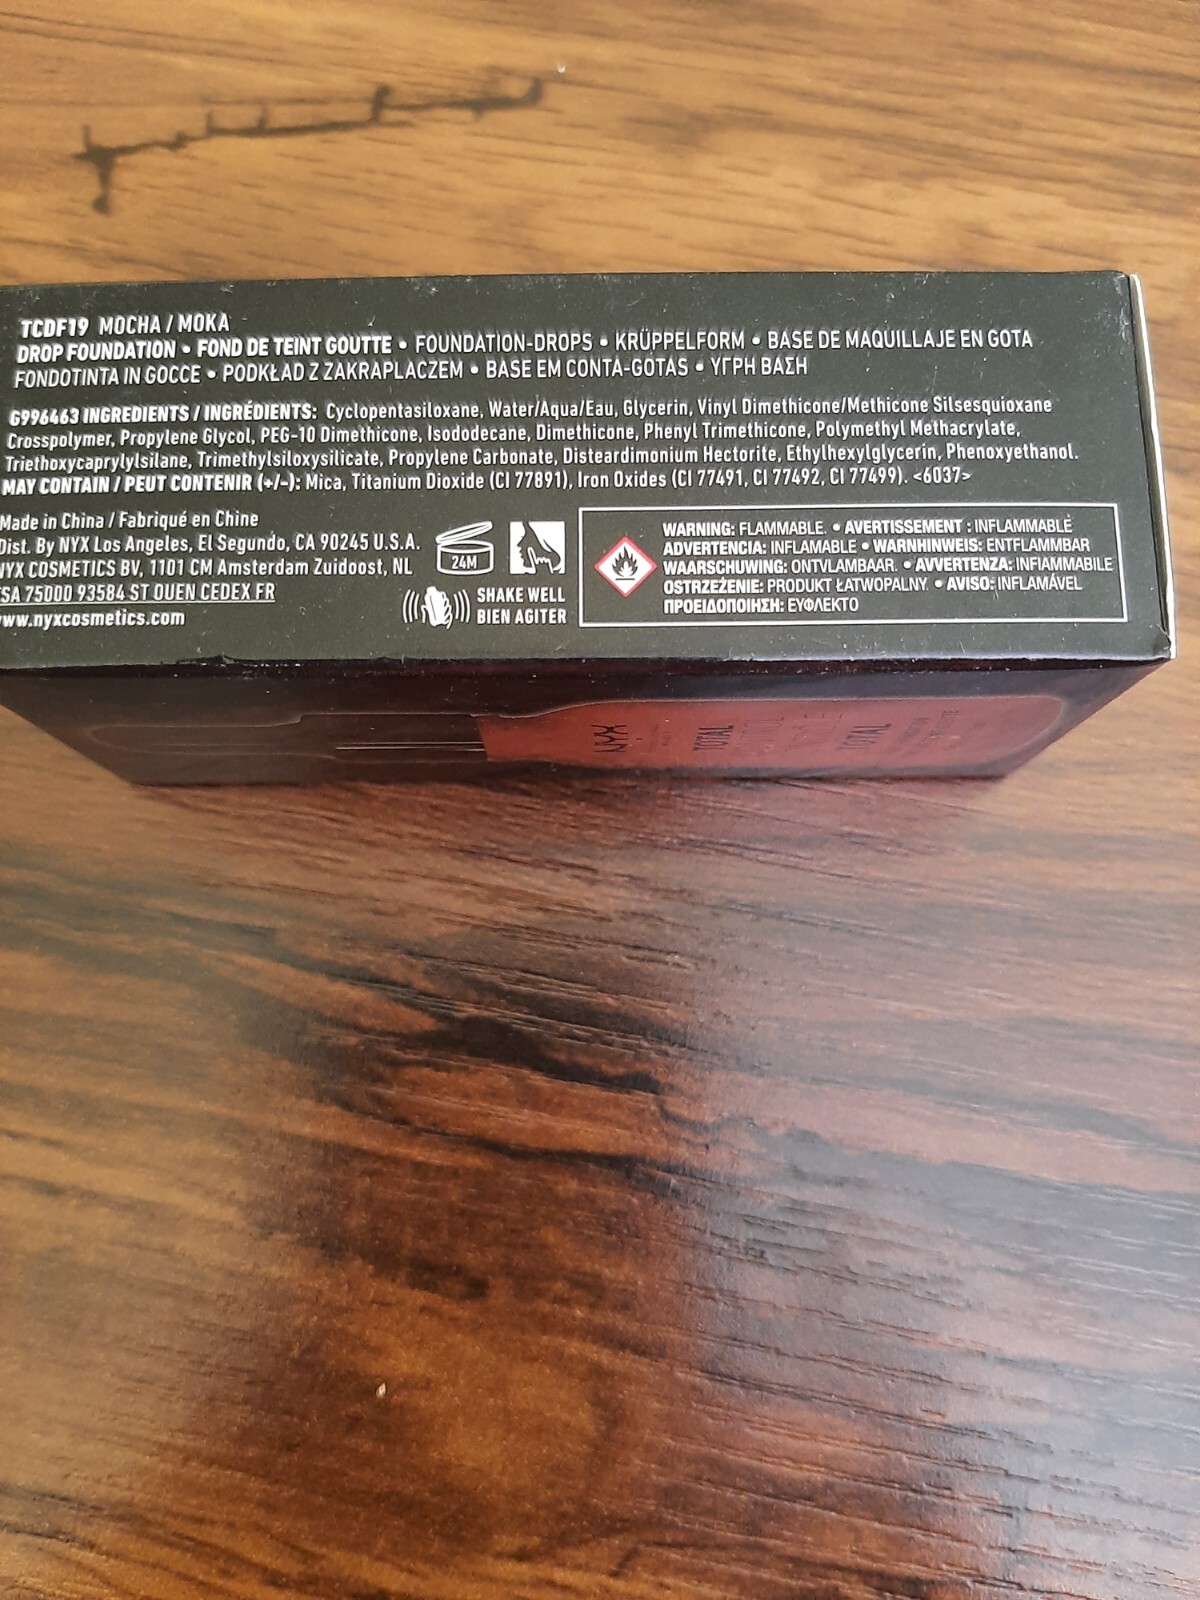 TCDF19 MOCHA / MOKA
DROP FOUNDATION • FOND DE TEINT GOUTTE • FOUNDATION-DROPS • KRÜPPELFORM • BASE DE MAQUILLAJE EN GOTA
FONDOTINTA IN GOCCE • PODKŁAD Z ZAKRAPLACZEM • BASE EM CONTA-GOTAS • ΥΓΡΗ ΒΑΣΗ
G996463 INGREDIENTS / INGRÉDIENTS: Cyclopentasiloxane, Water/Aqua/Eau, Glycerin, Vinyl Dimethicone/Methicone Silsesquioxane
Crosspolymer, Propylene Glycol, PEG-10 Dimethicone, Isododecane, Dimethicone, Phenyl Trimethicone, Polymethyl Methacrylate,
Triethoxycaprylylsilane, Trimethylsiloxysilicate, Propylene Carbonate, Disteardimonium Hectorite, Ethylhexylglycerin, Phenoxyethanol.
MAY CONTAIN / PEUT CONTENIR (+/-): Mica, Titanium Dioxide (CI 77891), Iron Oxides (CI 77491, CI 77492, CI 77499). <6037>
Made in China / Fabriqué en Chine
Dist. By NYX Los Angeles, El Segundo, CA 90245 U.S.A.
NYX COSMETICS BV, 1101 CM Amsterdam Zuidoost, NL
SA 75000 93584 ST OUEN CEDEX FR
www.nyxcosmetics.com
24M
SHAKE WELL
BIEN AGITER
WARNING: FLAMMABLE. • AVERTISSEMENT : INFLAMMABLE
ADVERTENCIA: INFLAMABLE • WARNHINWEIS: ENTFLAMMBAR
WAARSCHUWING: ONTVLAMBAAR. • AVVERTENZA: INFIAMMABILE
OSTRZEŻENIE: PRODUKT ŁATWOPALNY. • AVISO: INFLAMÁVEL
ΠΡΟΕΙΔΟΠΟΙΗΣΗ: ΕΥΦΛΕΚΤΟ
NYX
TOTAL
TOTAL